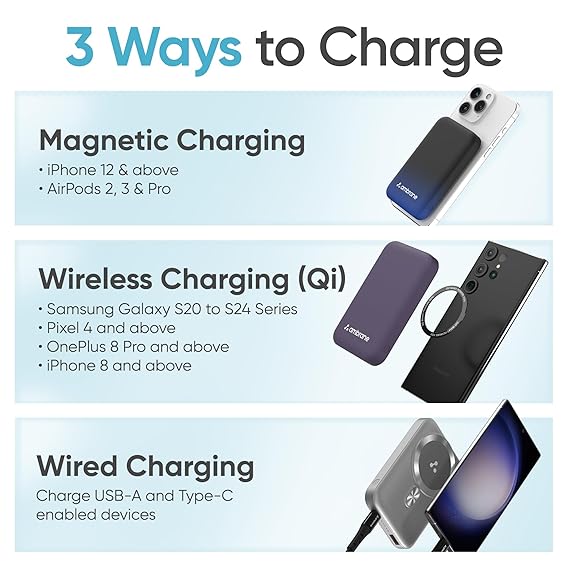 3 Ways to Charge
Magnetic Charging
• iPhone 12 & above
• AirPods 2, 3 & Pro
ambrane
Wireless Charging (Qi)
• Samsung Galaxy S20 to S24 Series
• Pixel 4 and above
• OnePlus 8 Pro and above
• iPhone 8 and above
ambrane
Wired Charging
Charge USB-A and Type-C
enabled devices